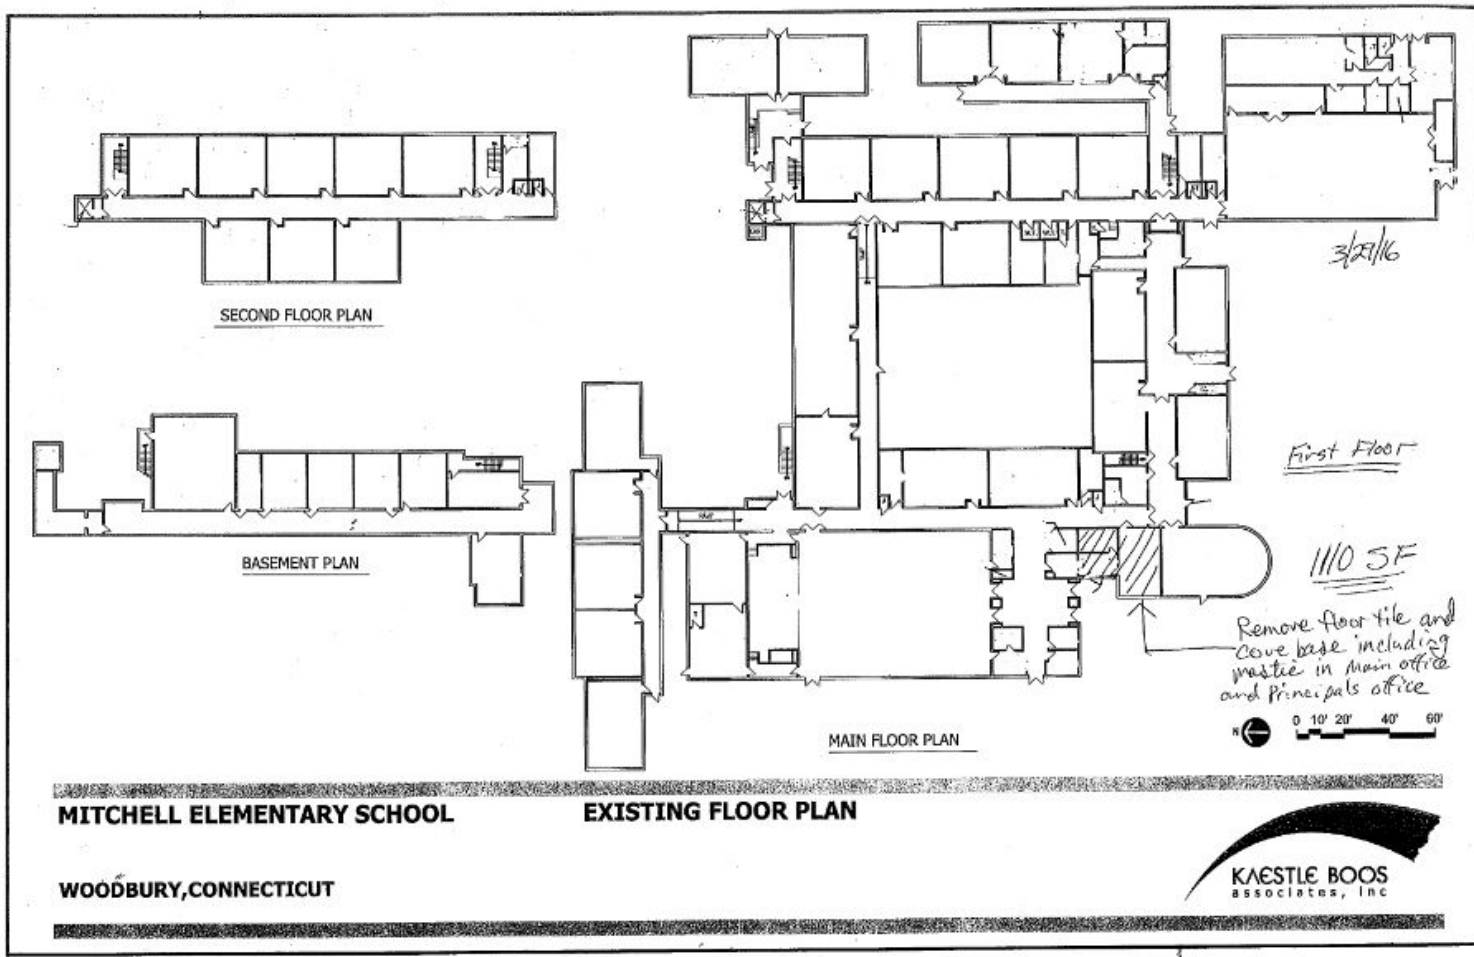 3/29/16
SECOND FLOOR PLAN
First Floor
BASEMENT PLAN
1110 SF
Remove floor tile and
cove base including
mastic in main office
and Principals office
MAIN FLOOR PLAN
N
0 10' 20' 40' 60'
MITCHELL ELEMENTARY SCHOOL
EXISTING FLOOR PLAN
WOODBURY, CONNECTICUT
KAESTLE BOOS
associates, inc